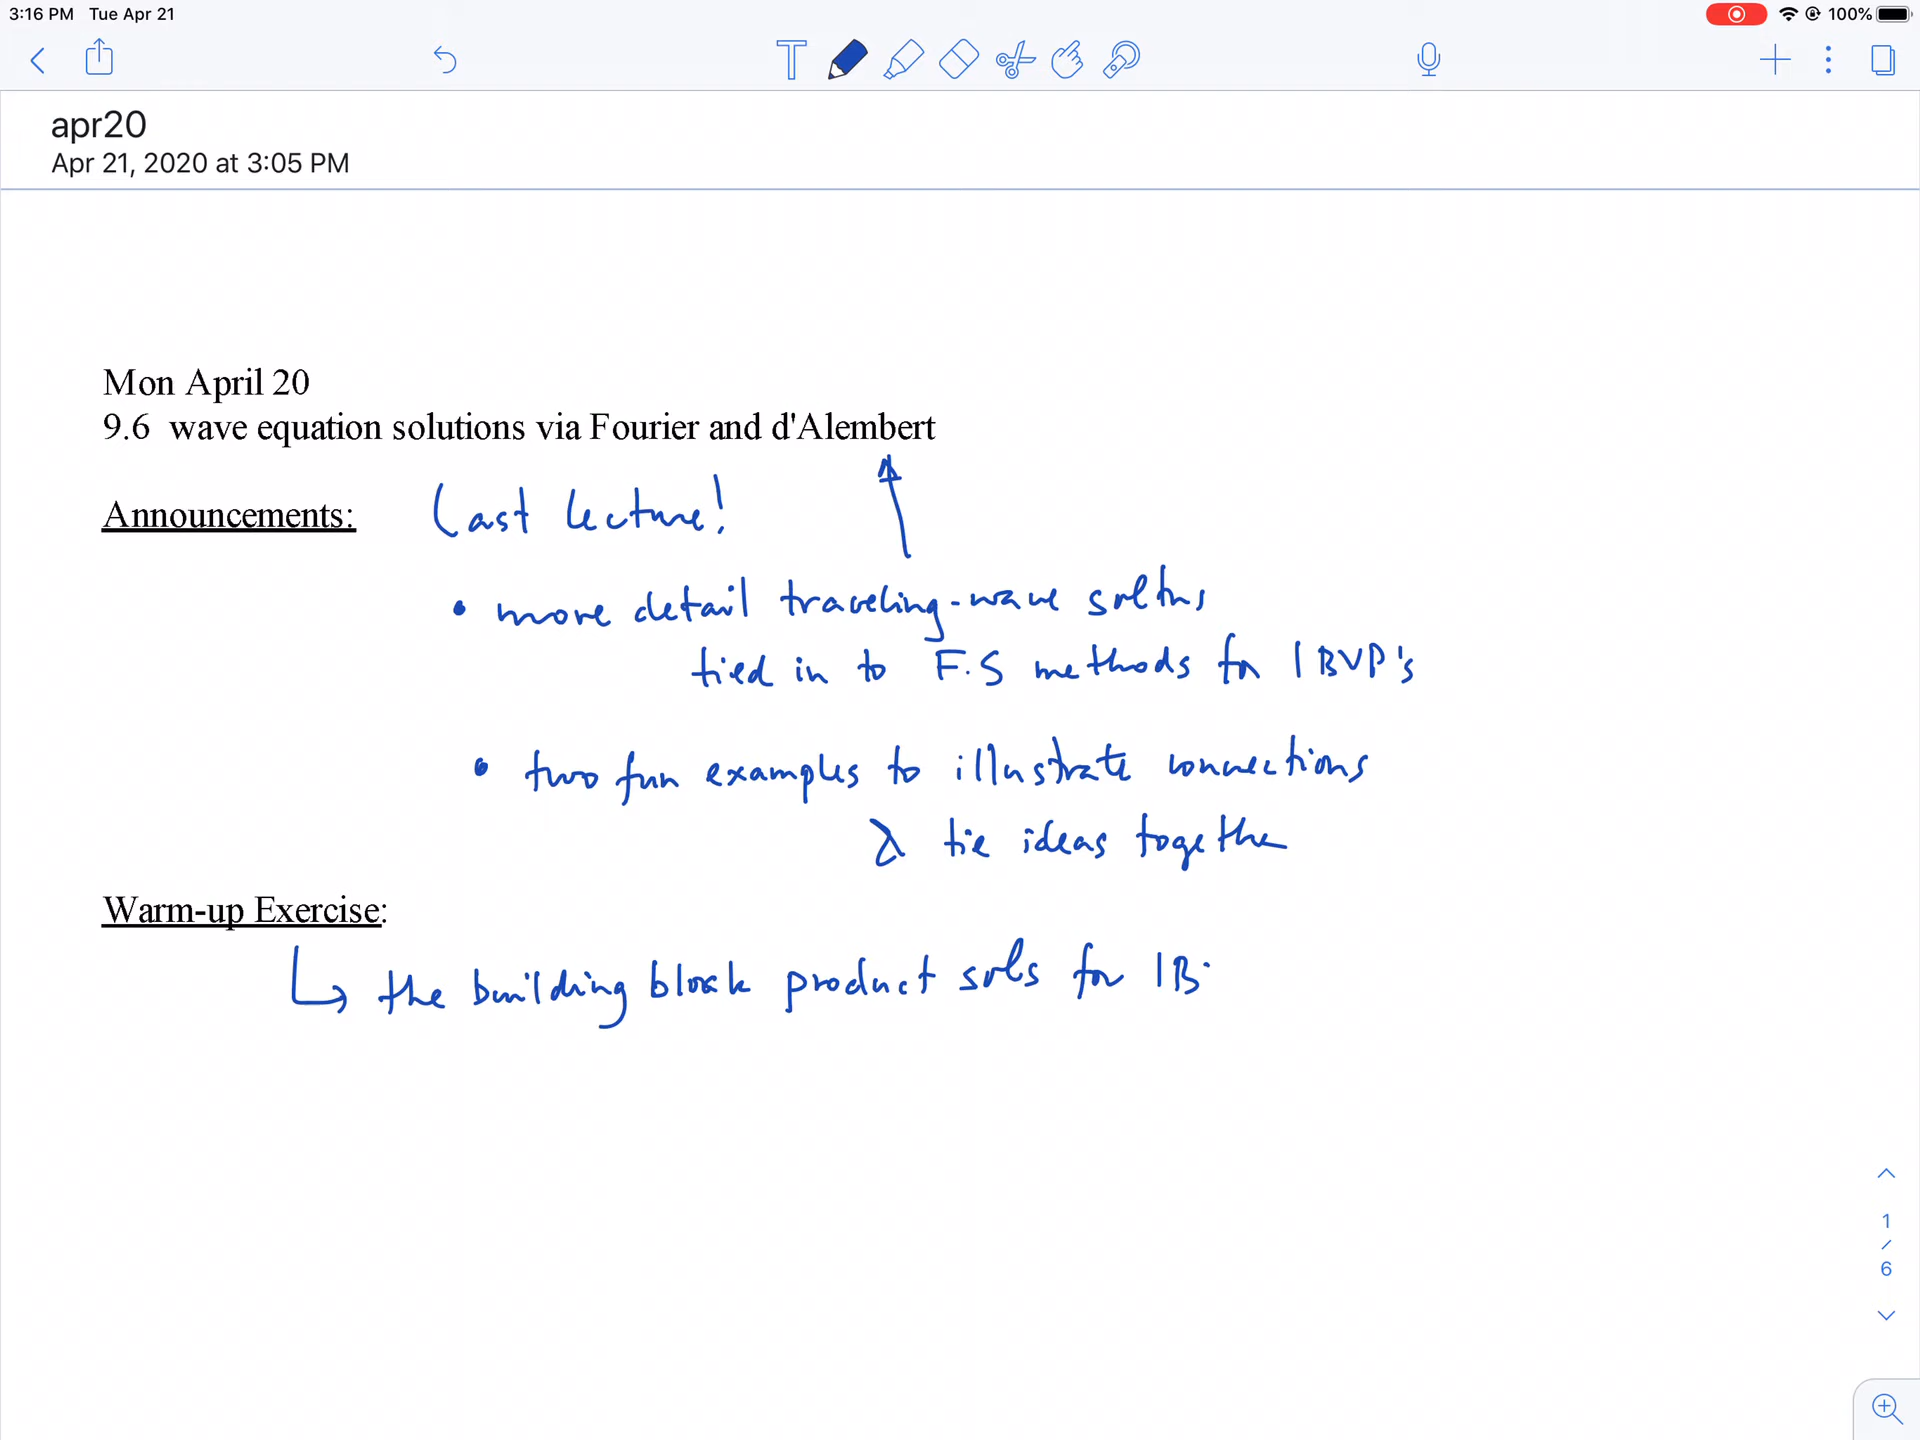 3:16 PM Tue Apr 21
100%
T
apr20
Apr 21, 2020 at 3:05 PM
Mon April 20
9.6 wave equation solutions via Fourier and d'Alembert
Announcements: Last lecture!
• more detail traveling-wave soltns
tied in to F.S methods for IBVP's
• two fun examples to illustrate connections
& tie ideas together
Warm-up Exercise:
↳ the building block product sols for IB
1
/
6